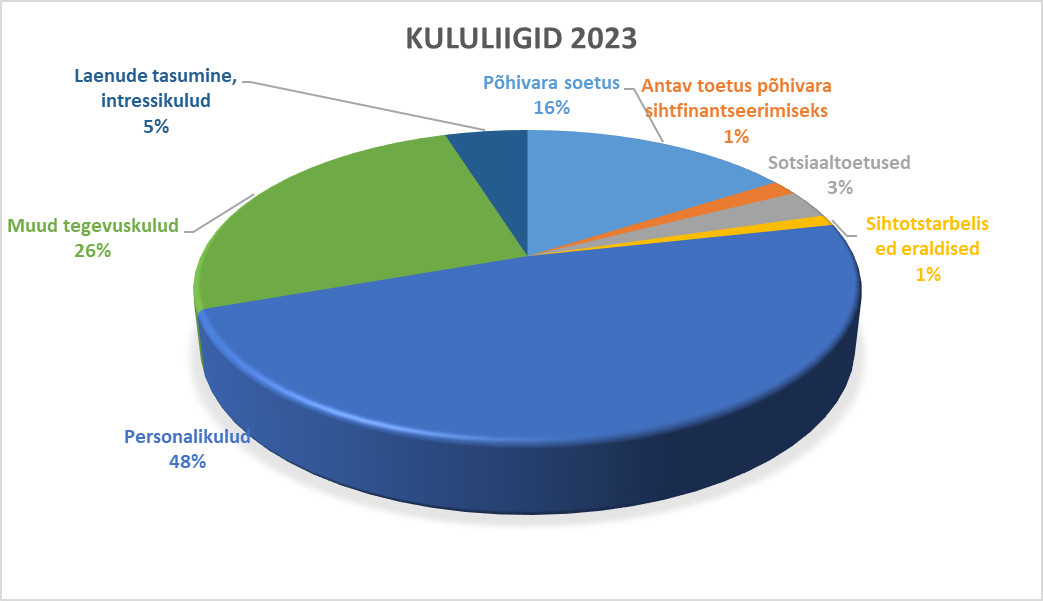 KULULIIGID 2023
Laenude tasumine,
intressikulud
5%
Põhivara soetus
16%
Antav toetus põhivara
sihtfinantseerimiseks
1%
Sotsiaaltoetused
3%
Sihtotstarbelis
ed eraldised
1%
Muud tegevuskulud
26%
Personalikulud
48%